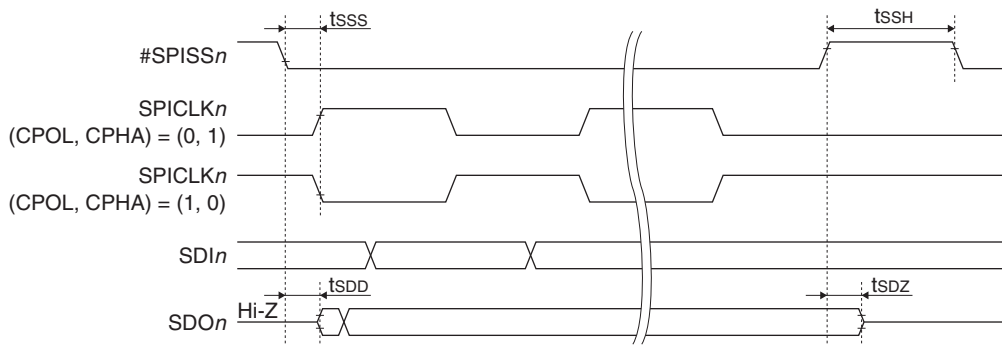 tSSS
tSSH
#SPISSn
SPICLKn
(CPOL, CPHA) = (0, 1)
SPICLKn
(CPOL, CPHA) = (1, 0)
SDIn
tSDD
tSDZ
Hi-Z
SDOn